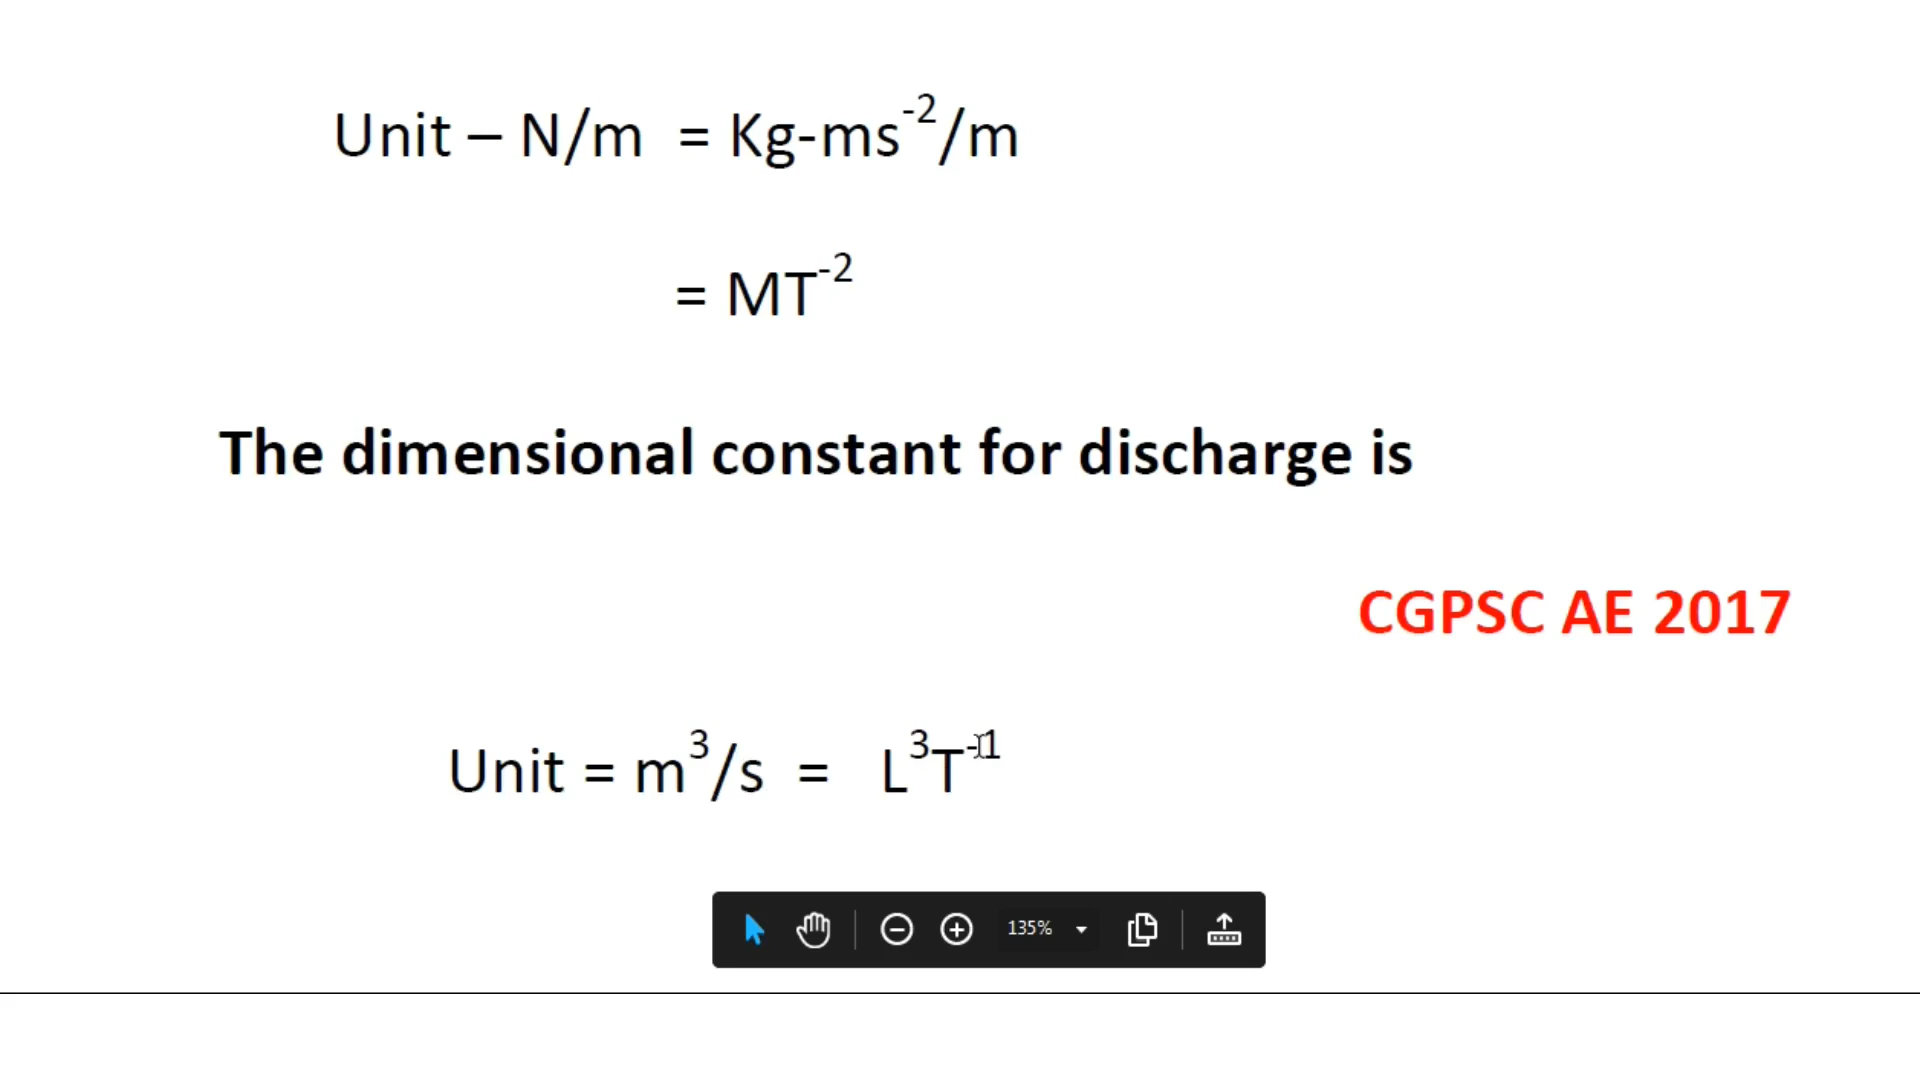 Unit – N/m = Kg-ms⁻²/m
= MT⁻²
The dimensional constant for discharge is
CGPSC AE 2017
Unit = m³/s = L³T⁻¹
135%